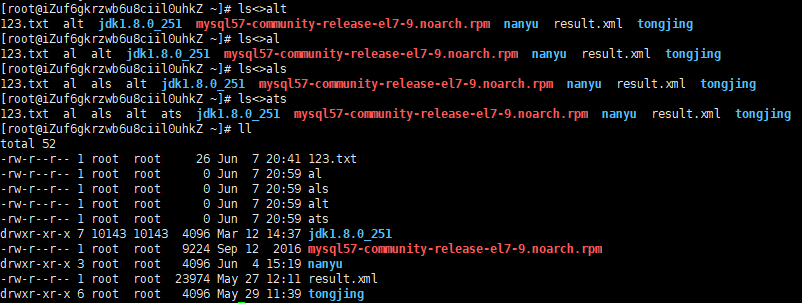 [root@iZuf6gkrzwb6u8ciil0uhkZ ~]# ls<>alt
123.txt  alt  jdk1.8.0_251  mysql57-community-release-el7-9.noarch.rpm  nanyu  result.xml  tongjing
[root@iZuf6gkrzwb6u8ciil0uhkZ ~]# ls<>al
123.txt  al  alt  jdk1.8.0_251  mysql57-community-release-el7-9.noarch.rpm  nanyu  result.xml  tongjing
[root@iZuf6gkrzwb6u8ciil0uhkZ ~]# ls<>als
123.txt  al  als  alt  jdk1.8.0_251  mysql57-community-release-el7-9.noarch.rpm  nanyu  result.xml  tongjing
[root@iZuf6gkrzwb6u8ciil0uhkZ ~]# ls<>ats
123.txt  al  als  alt  ats  jdk1.8.0_251  mysql57-community-release-el7-9.noarch.rpm  nanyu  result.xml  tongjing
[root@iZuf6gkrzwb6u8ciil0uhkZ ~]# ll
total 52
-rw-r--r-- 1 root  root     26 Jun  7 20:41 123.txt
-rw-r--r-- 1 root  root      0 Jun  7 20:59 al
-rw-r--r-- 1 root  root      0 Jun  7 20:59 als
-rw-r--r-- 1 root  root      0 Jun  7 20:59 alt
-rw-r--r-- 1 root  root      0 Jun  7 20:59 ats
drwxr-xr-x 7 10143 10143  4096 Mar 12 14:37 jdk1.8.0_251
-rw-r--r-- 1 root  root   9224 Sep 12  2016 mysql57-community-release-el7-9.noarch.rpm
drwxr-xr-x 3 root  root   4096 Jun  4 15:19 nanyu
-rw-r--r-- 1 root  root  23974 May 27 12:11 result.xml
drwxr-xr-x 6 root  root   4096 May 29 11:39 tongjing